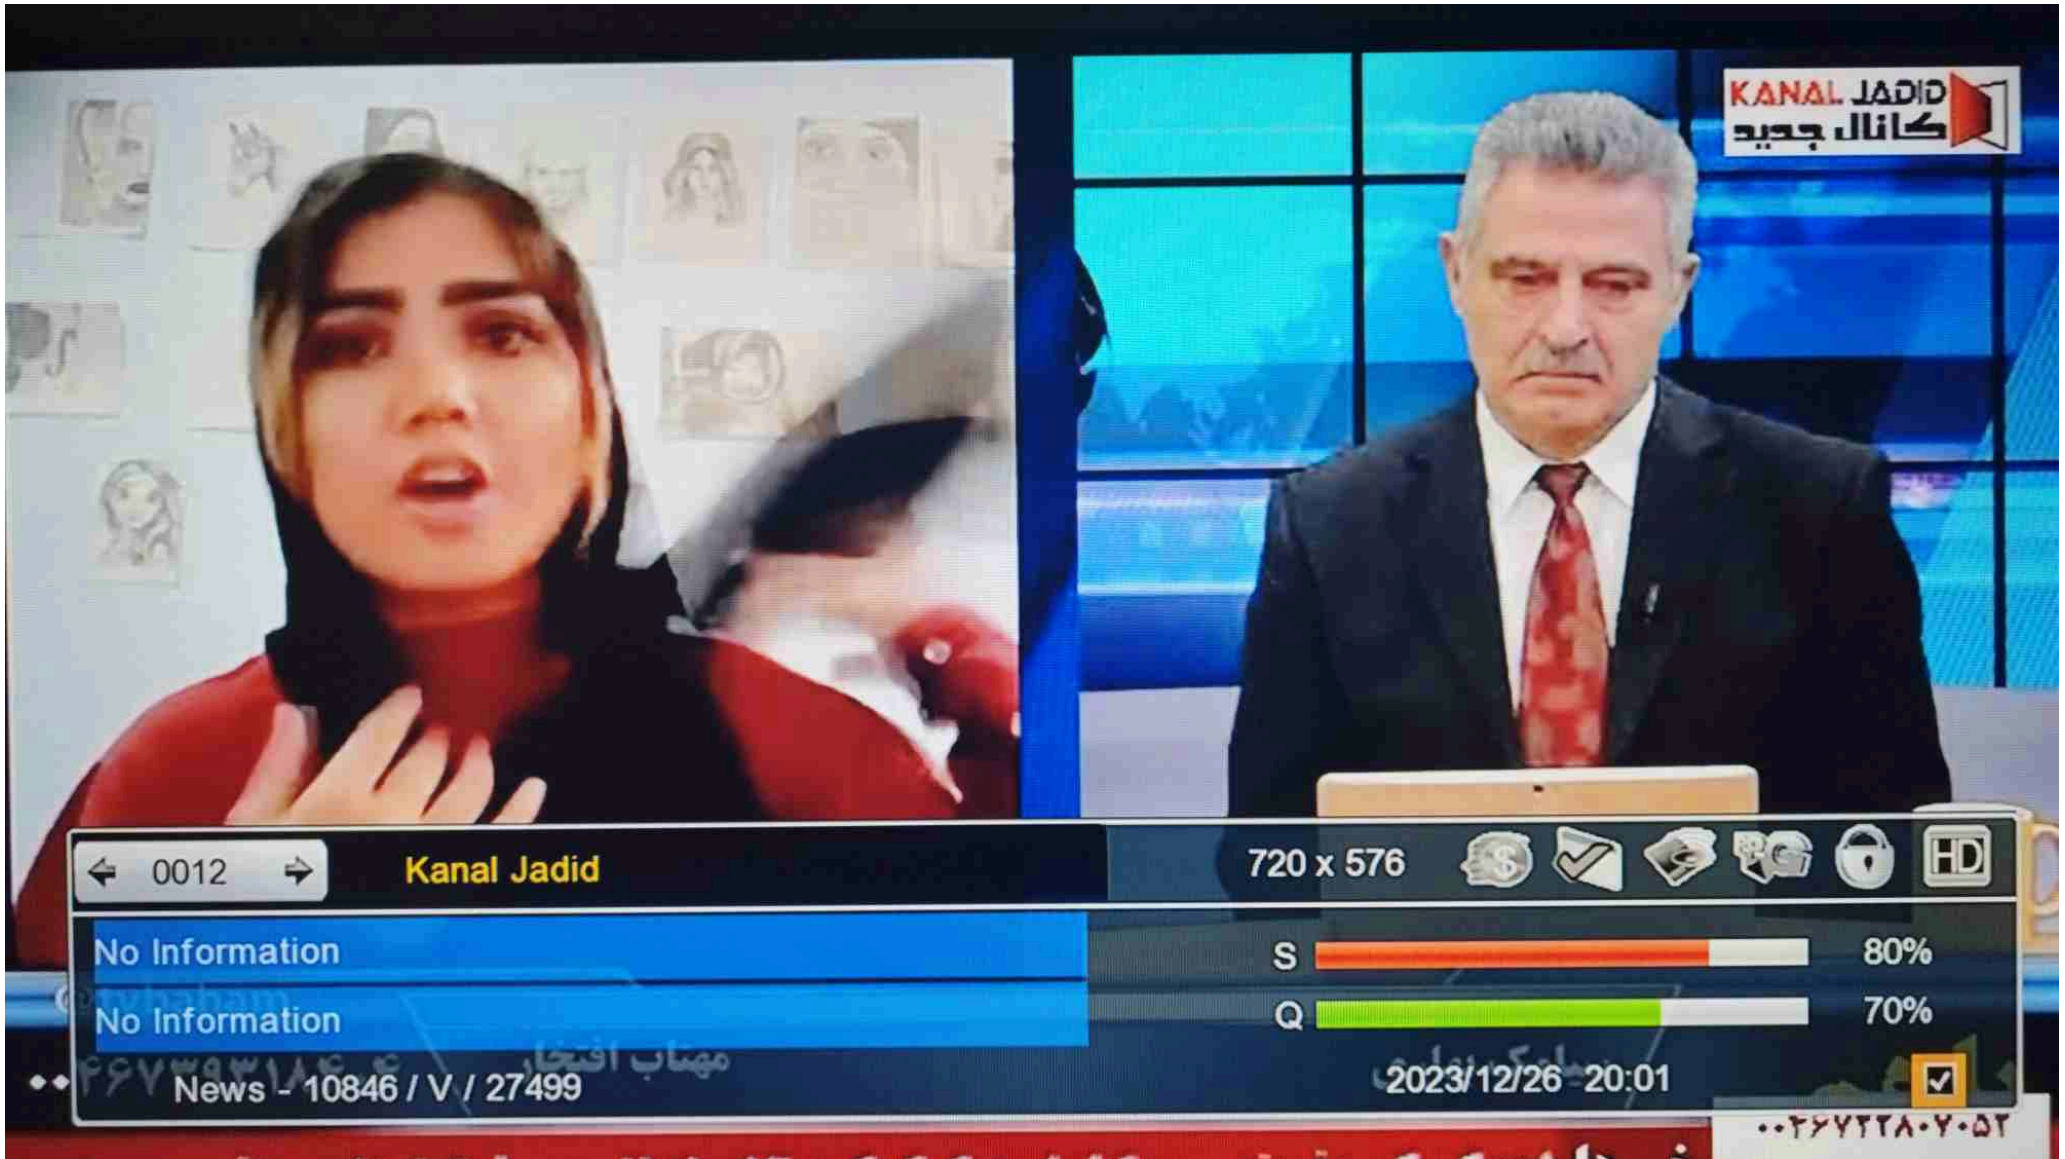 KANAL JADID
کانال جدید
0012
Kanal Jadid
720 x 576
HD
No Information
S
80%
No Information
Q
70%
مهتاب افتخار
News - 10846 / V / 27499
2023/12/26 20:01
۰۰۴۶۷۲۲۸۰۷۰۵۲